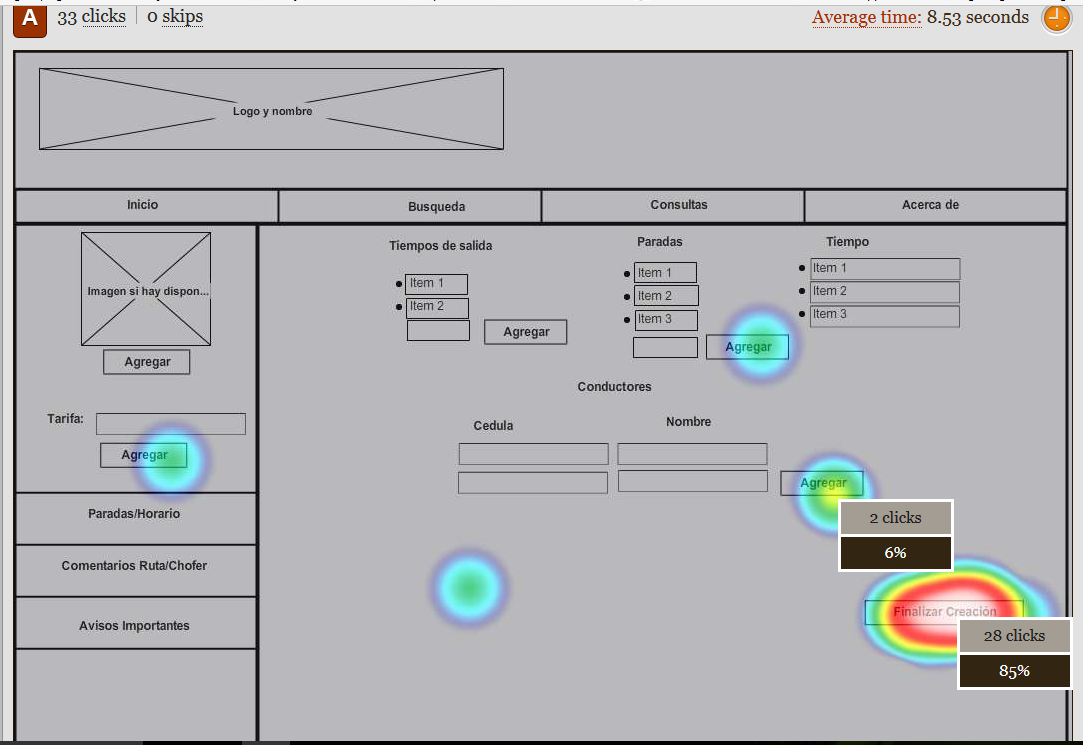 A 33 clicks 0 skips Average time: 8.53 seconds
Logo y nombre
Inicio Busqueda Consultas Acerca de
Imagen si hay dispon...
Agregar
Tarifa:
Agregar
Paradas/Horario
Comentarios Ruta/Chofer
Avisos Importantes
Tiempos de salida
Item 1
Item 2
Agregar
Paradas
Item 1
Item 2
Item 3
Agregar
Tiempo
Item 1
Item 2
Item 3
Conductores
Cedula Nombre
Agregar
2 clicks
6%
Finalizar Creación
28 clicks
85%